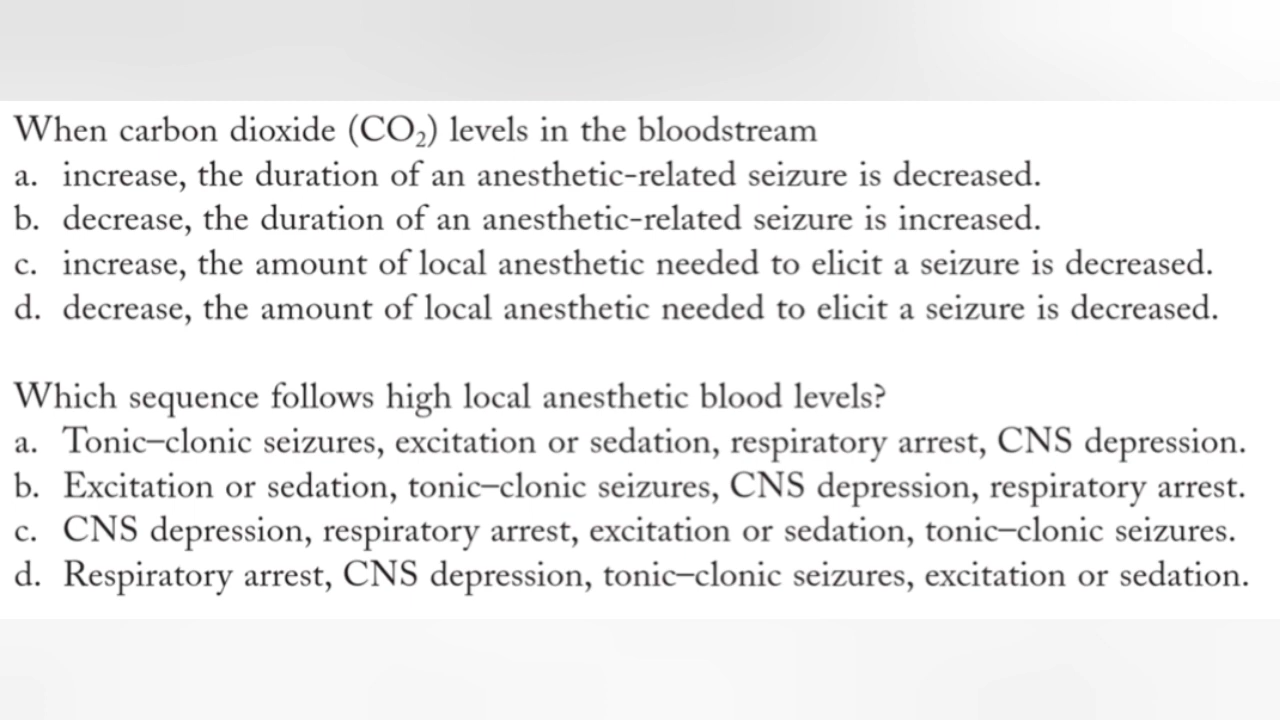 When carbon dioxide (CO₂) levels in the bloodstream
a. increase, the duration of an anesthetic-related seizure is decreased.
b. decrease, the duration of an anesthetic-related seizure is increased.
c. increase, the amount of local anesthetic needed to elicit a seizure is decreased.
d. decrease, the amount of local anesthetic needed to elicit a seizure is decreased.
Which sequence follows high local anesthetic blood levels?
a. Tonic–clonic seizures, excitation or sedation, respiratory arrest, CNS depression.
b. Excitation or sedation, tonic–clonic seizures, CNS depression, respiratory arrest.
c. CNS depression, respiratory arrest, excitation or sedation, tonic–clonic seizures.
d. Respiratory arrest, CNS depression, tonic–clonic seizures, excitation or sedation.